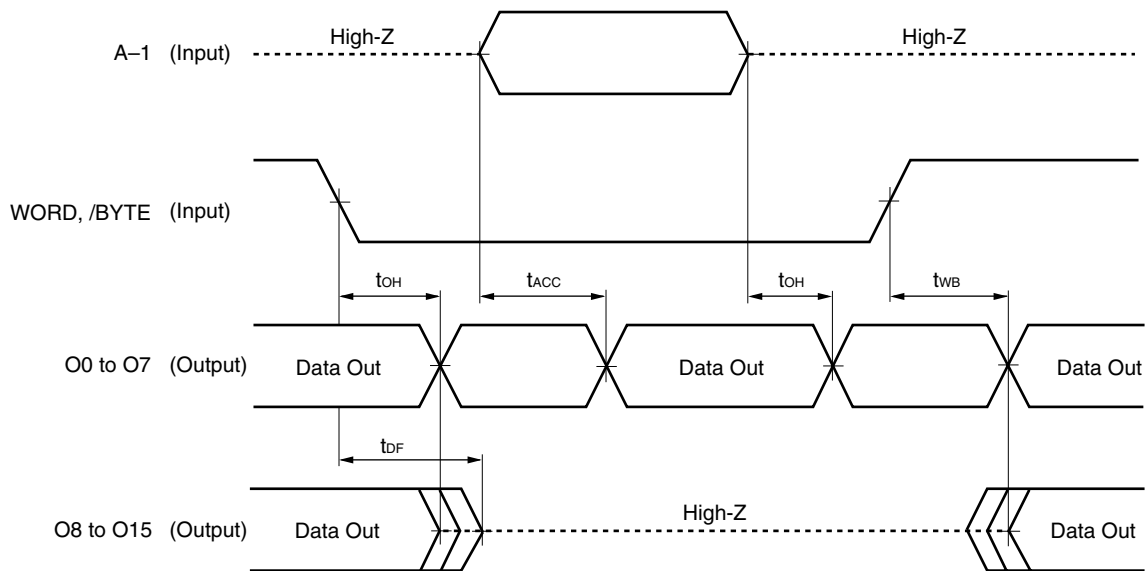 High-Z High-Z
A–1 (Input)
WORD, /BYTE (Input)
tOH tACC tOH tWB
O0 to O7 (Output) Data Out Data Out Data Out
tDF
High-Z
O8 to O15 (Output) Data Out Data Out